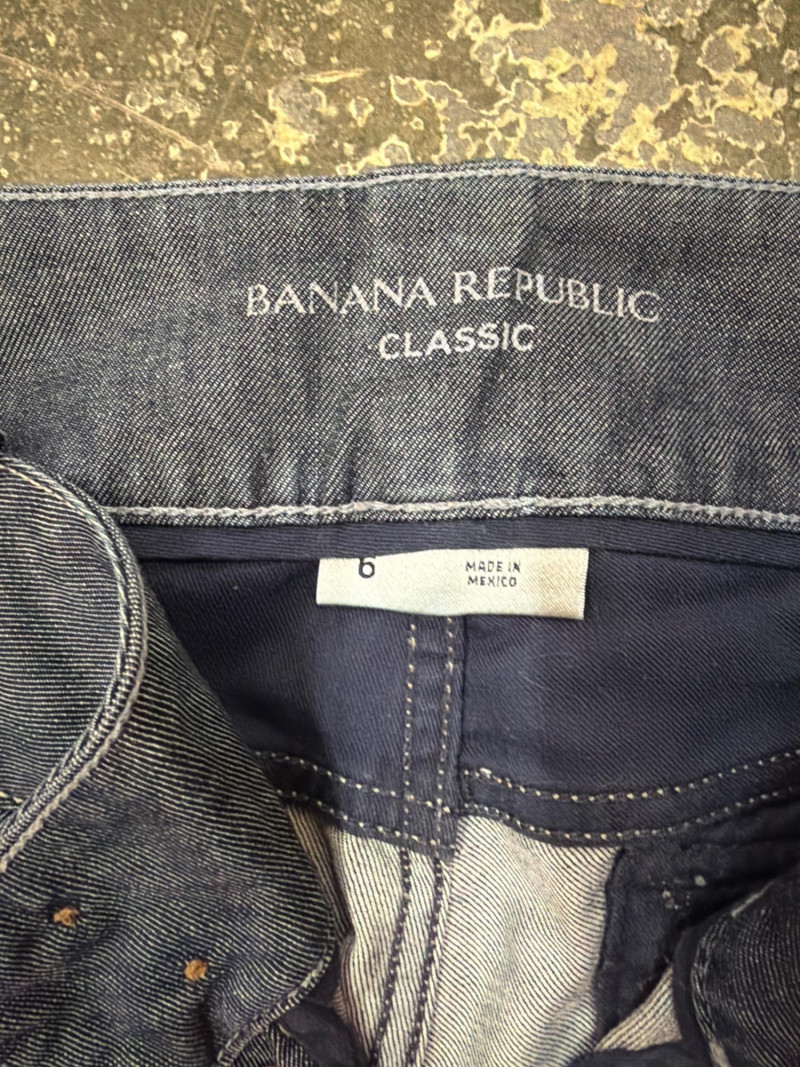 BANANA REPUBLIC
CLASSIC
6
MADE IN
MEXICO